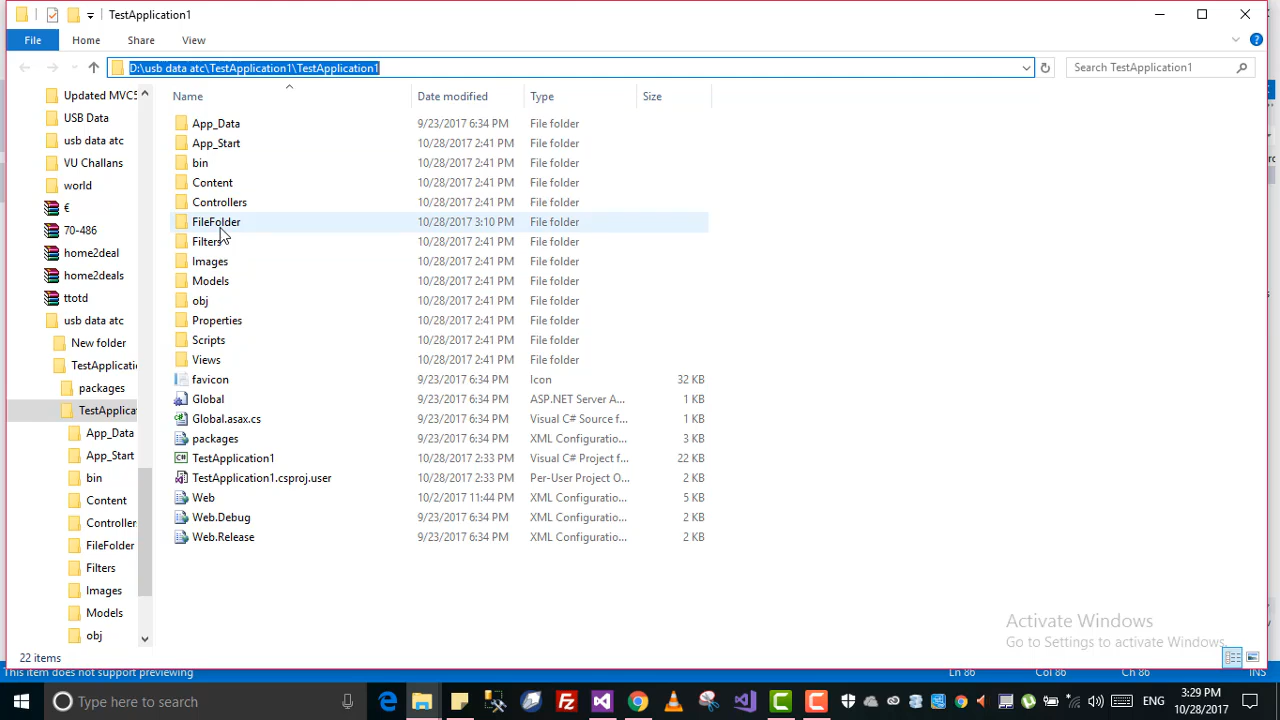 TestApplication1
File Home Share View
D:\usb data atc\TestApplication1\TestApplication1
Search TestApplication1
Name Date modified Type Size
Updated MVC5
USB Data
usb data atc
VU Challans
world
€
70-486
home2deal
home2deals
ttotd
usb data atc
New folder
TestApplicati
packages
TestApplica
App_Data
App_Start
bin
Content
Controller
FileFolder
Filters
Images
Models
obj
App_Data 9/23/2017 6:34 PM File folder
App_Start 10/28/2017 2:41 PM File folder
bin 10/28/2017 2:41 PM File folder
Content 10/28/2017 2:41 PM File folder
Controllers 10/28/2017 2:41 PM File folder
FileFolder 10/28/2017 3:10 PM File folder
Filters 10/28/2017 2:41 PM File folder
Images 10/28/2017 2:41 PM File folder
Models 10/28/2017 2:41 PM File folder
obj 10/28/2017 2:41 PM File folder
Properties 10/28/2017 2:41 PM File folder
Scripts 10/28/2017 2:41 PM File folder
Views 10/28/2017 2:41 PM File folder
favicon 9/23/2017 6:34 PM Icon 32 KB
Global 9/23/2017 6:34 PM ASP.NET Server A... 1 KB
Global.asax.cs 9/23/2017 6:34 PM Visual C# Source f... 1 KB
packages 9/23/2017 6:34 PM XML Configuratio... 3 KB
TestApplication1 10/28/2017 2:33 PM Visual C# Project f... 22 KB
TestApplication1.csproj.user 10/28/2017 2:33 PM Per-User Project O... 2 KB
Web 10/2/2017 11:44 PM XML Configuratio... 5 KB
Web.Debug 9/23/2017 6:34 PM XML Configuratio... 2 KB
Web.Release 9/23/2017 6:34 PM XML Configuratio... 2 KB
Activate Windows
Go to Settings to activate Windows.
22 items
This item does not support previewing Ln 86 Col 86 Ch 86 INS
Type here to search
ENG
3:29 PM
10/28/2017